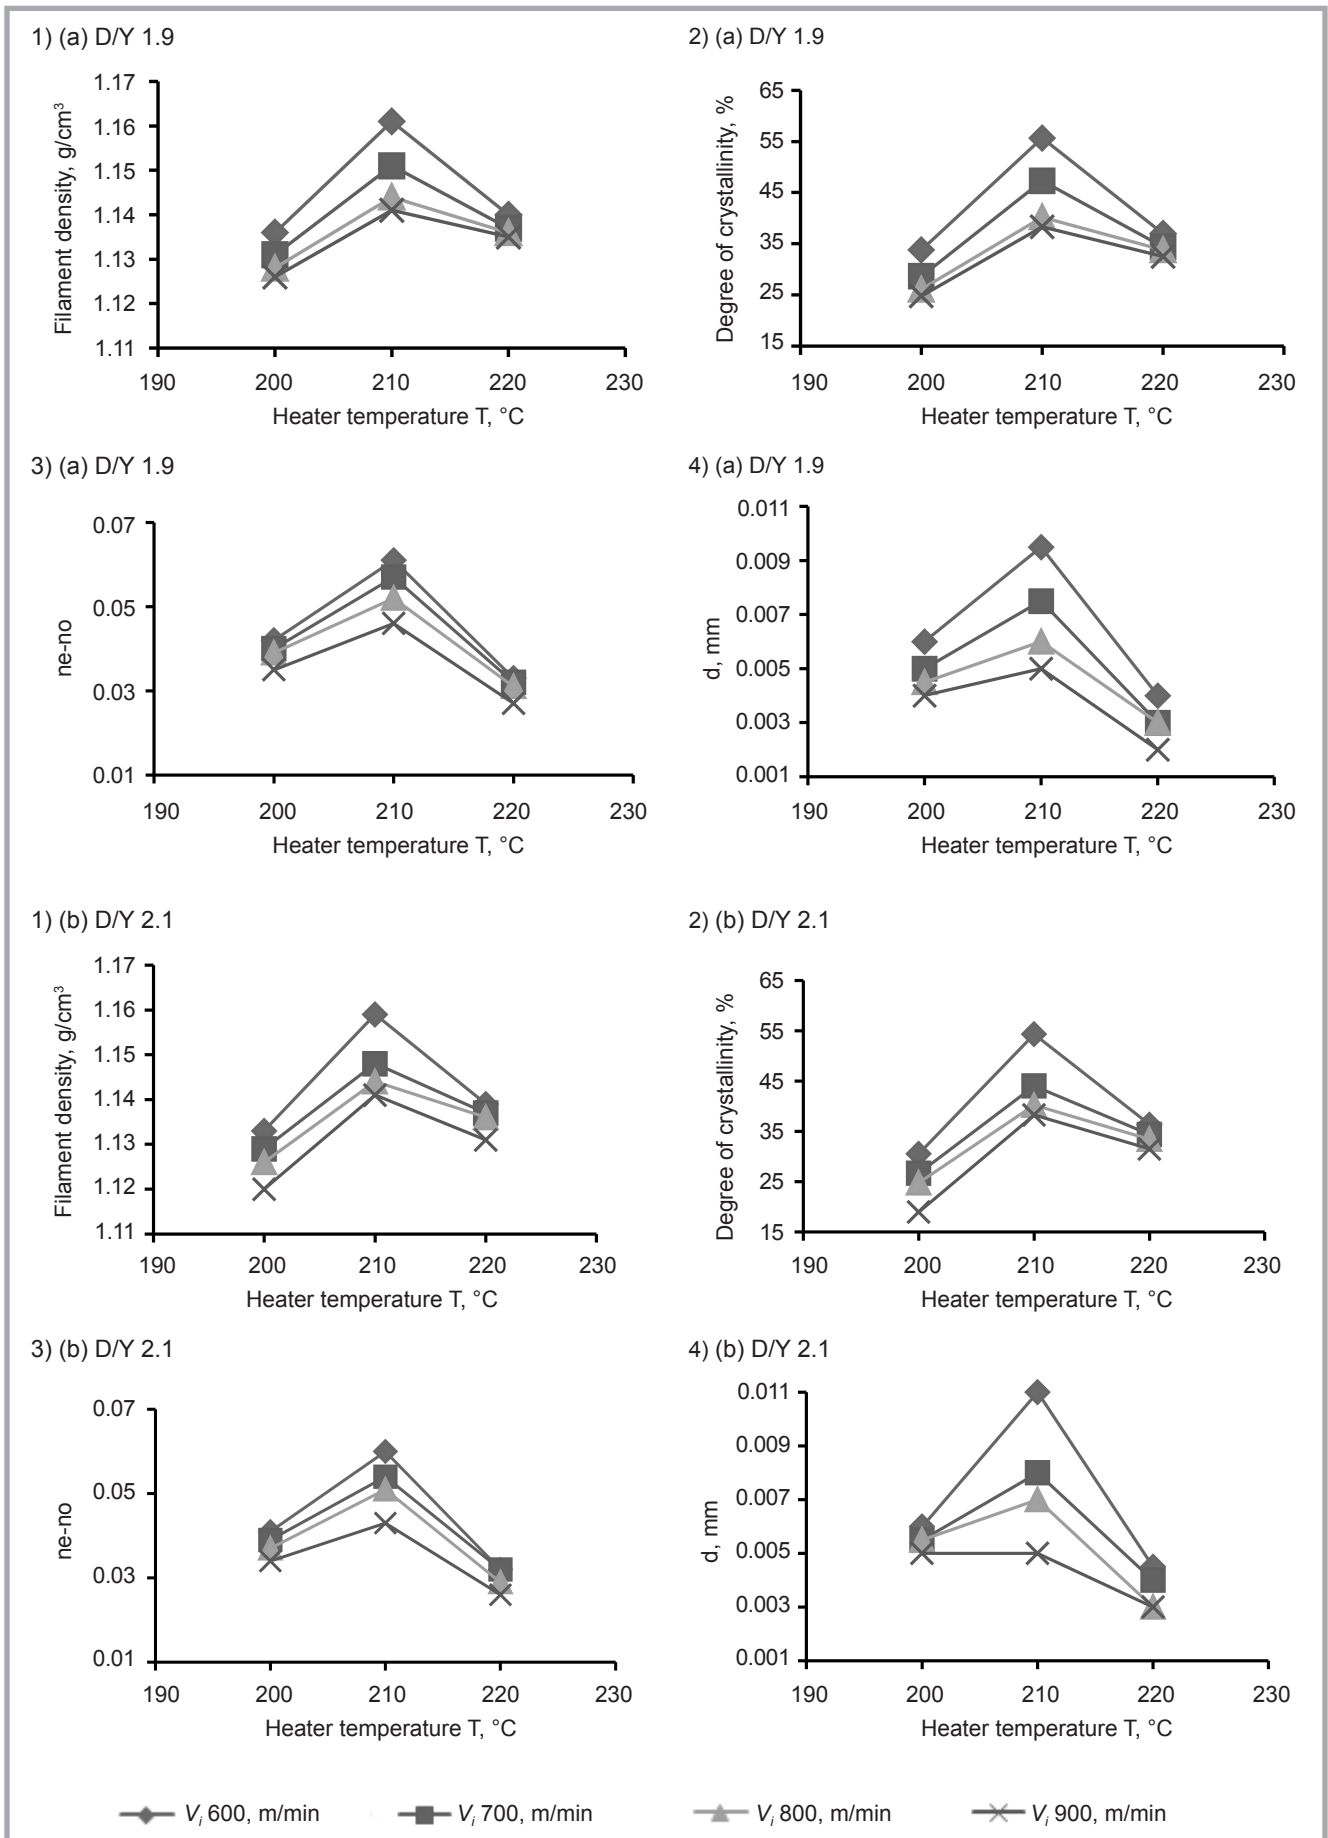 1) (a) D/Y 1.9
Filament density, g/cm³
1.17
1.16
1.15
1.14
1.13
1.12
1.11
190 200 210 220 230
Heater temperature T, °C
2) (a) D/Y 1.9
Degree of crystallinity, %
65
55
45
35
25
15
190 200 210 220 230
Heater temperature T, °C
3) (a) D/Y 1.9
ne-no
0.07
0.05
0.03
0.01
190 200 210 220 230
Heater temperature T, °C
4) (a) D/Y 1.9
d, mm
0.011
0.009
0.007
0.005
0.003
0.001
190 200 210 220 230
Heater temperature T, °C
1) (b) D/Y 2.1
Filament density, g/cm³
1.17
1.16
1.15
1.14
1.13
1.12
1.11
190 200 210 220 230
Heater temperature T, °C
2) (b) D/Y 2.1
Degree of crystallinity, %
65
55
45
35
25
15
190 200 210 220 230
Heater temperature T, °C
3) (b) D/Y 2.1
ne-no
0.07
0.05
0.03
0.01
190 200 210 220 230
Heater temperature T, °C
4) (b) D/Y 2.1
d, mm
0.011
0.009
0.007
0.005
0.003
0.001
190 200 210 220 230
Heater temperature T, °C
Vi 600, m/min Vi 700, m/min Vi 800, m/min Vi 900, m/min